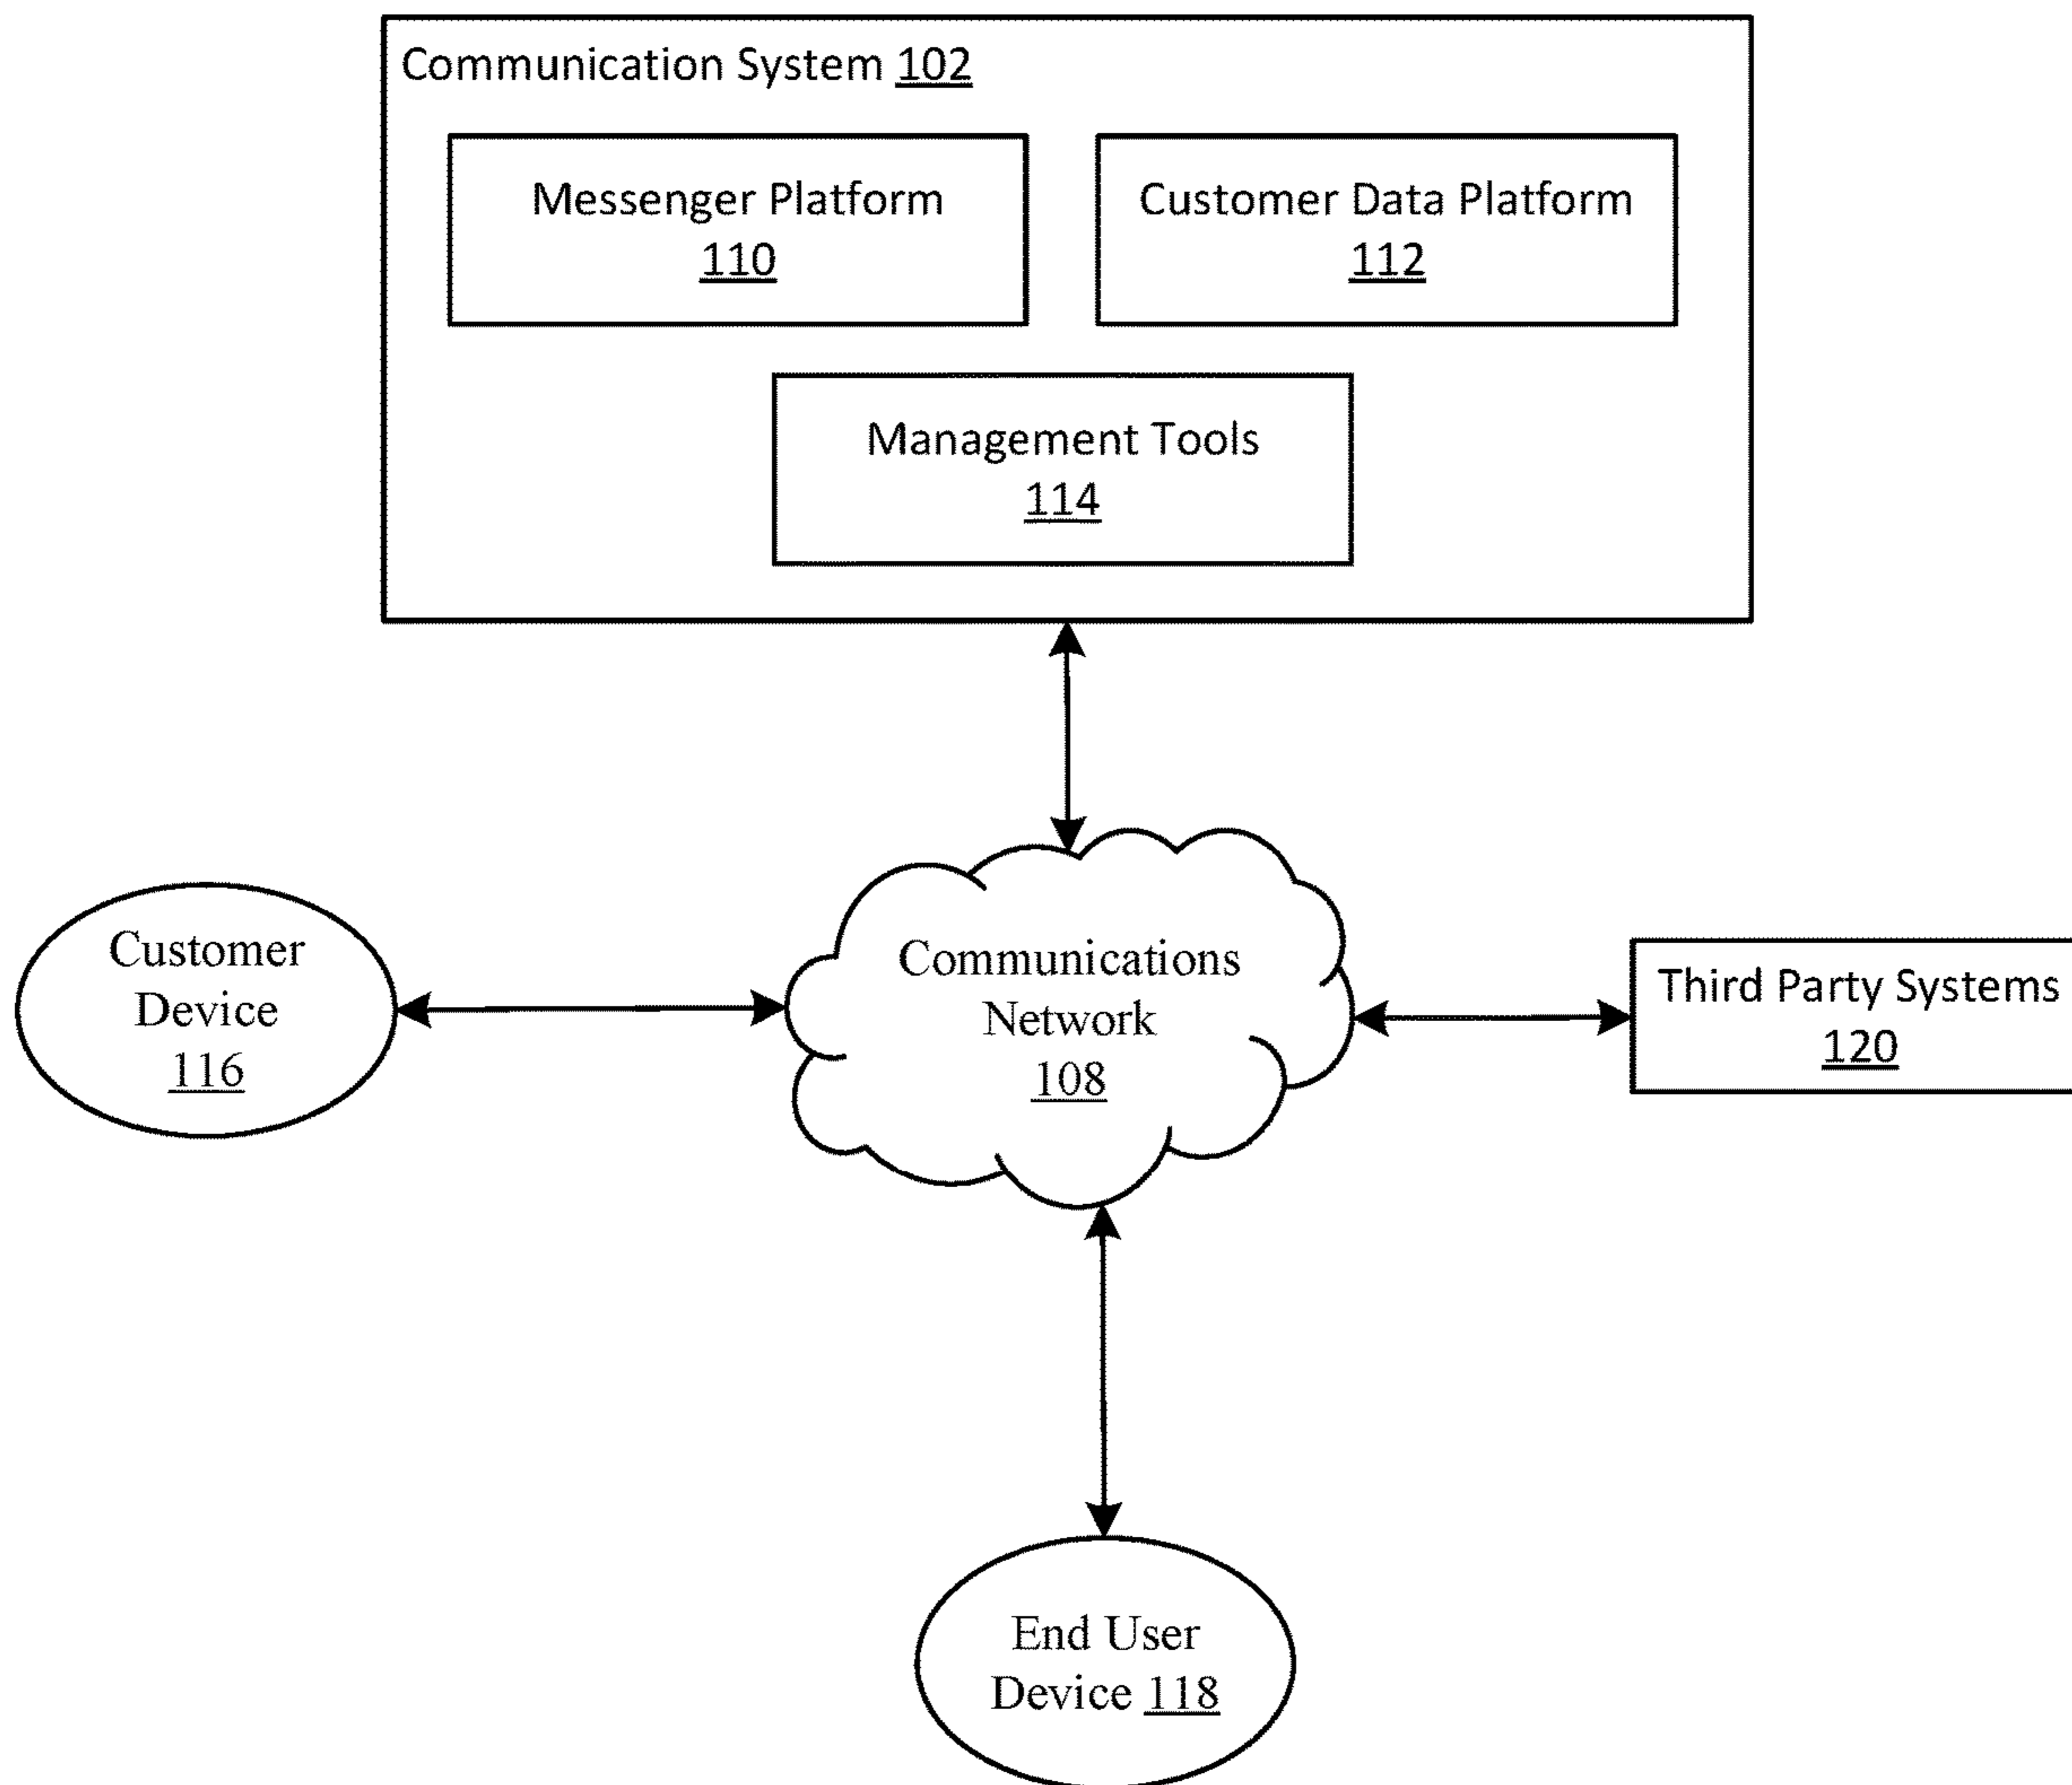 Communication System 102
Messenger Platform
110
Customer Data Platform
112
Management Tools
114
Customer
Device
116
Communications
Network
108
Third Party Systems
120
End User
Device 118